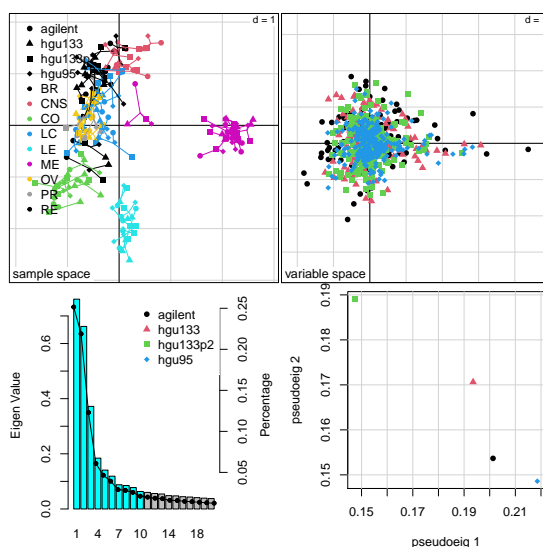 d = 1
agilent
hgu133
hgu133p2
hgu95
BR
CNS
CO
LC
LE
ME
OV
PR
RE
sample space
d =
variable space
agilent
hgu133
hgu133p2
hgu95
Eigen Value
0.0 0.2 0.4 0.6
Percentage
0.05 0.10 0.15 0.20 0.25
1 4 7 10 14 18
pseudoeig 2
0.15 0.16 0.17 0.18 0.19
0.15 0.17 0.19 0.21
pseudoeig 1